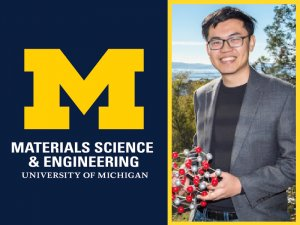 M
MATERIALS SCIENCE
& ENGINEERING
UNIVERSITY OF MICHIGAN